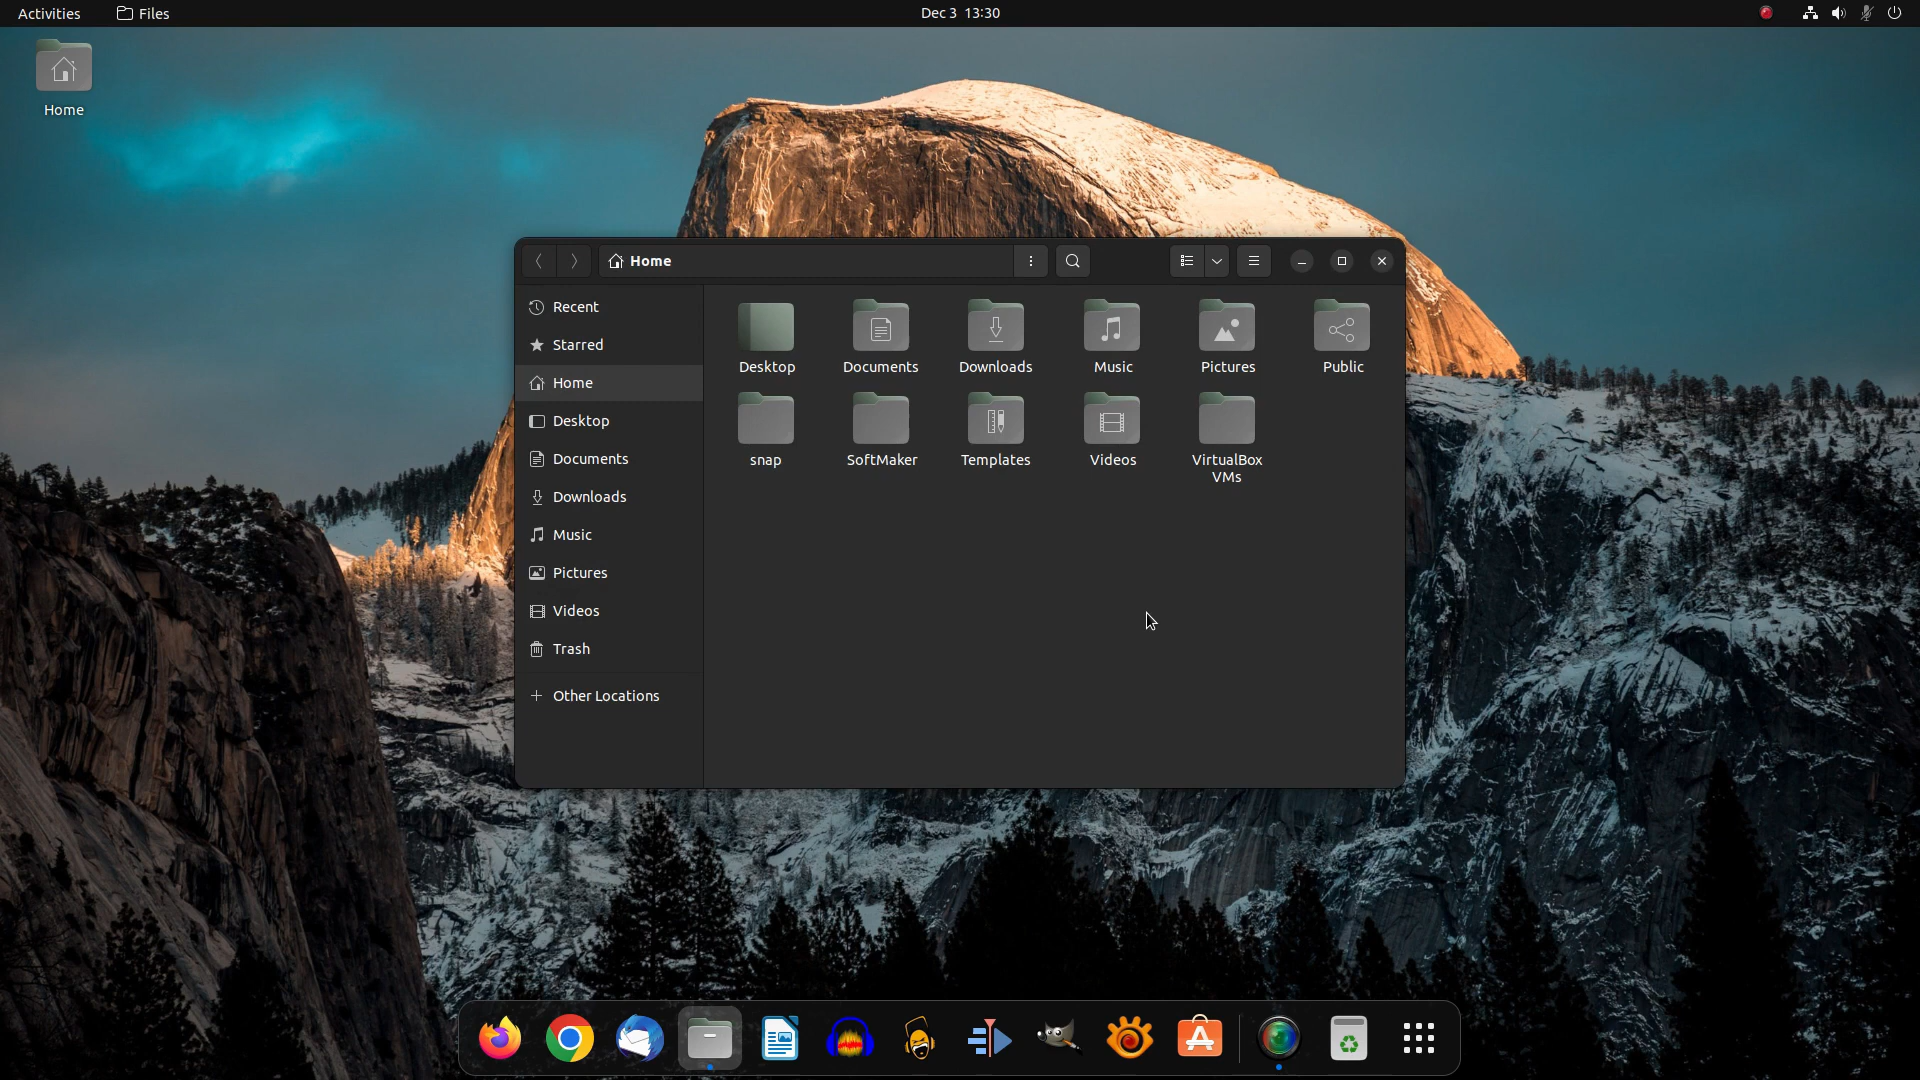 Activities
Files
Dec 3 13:30
Home
Home
Recent
Starred
Home
Desktop
Documents
Downloads
Music
Pictures
Videos
Trash
Other Locations
Desktop
Documents
Downloads
Music
Pictures
Public
snap
SoftMaker
Templates
Videos
VirtualBox
VMs